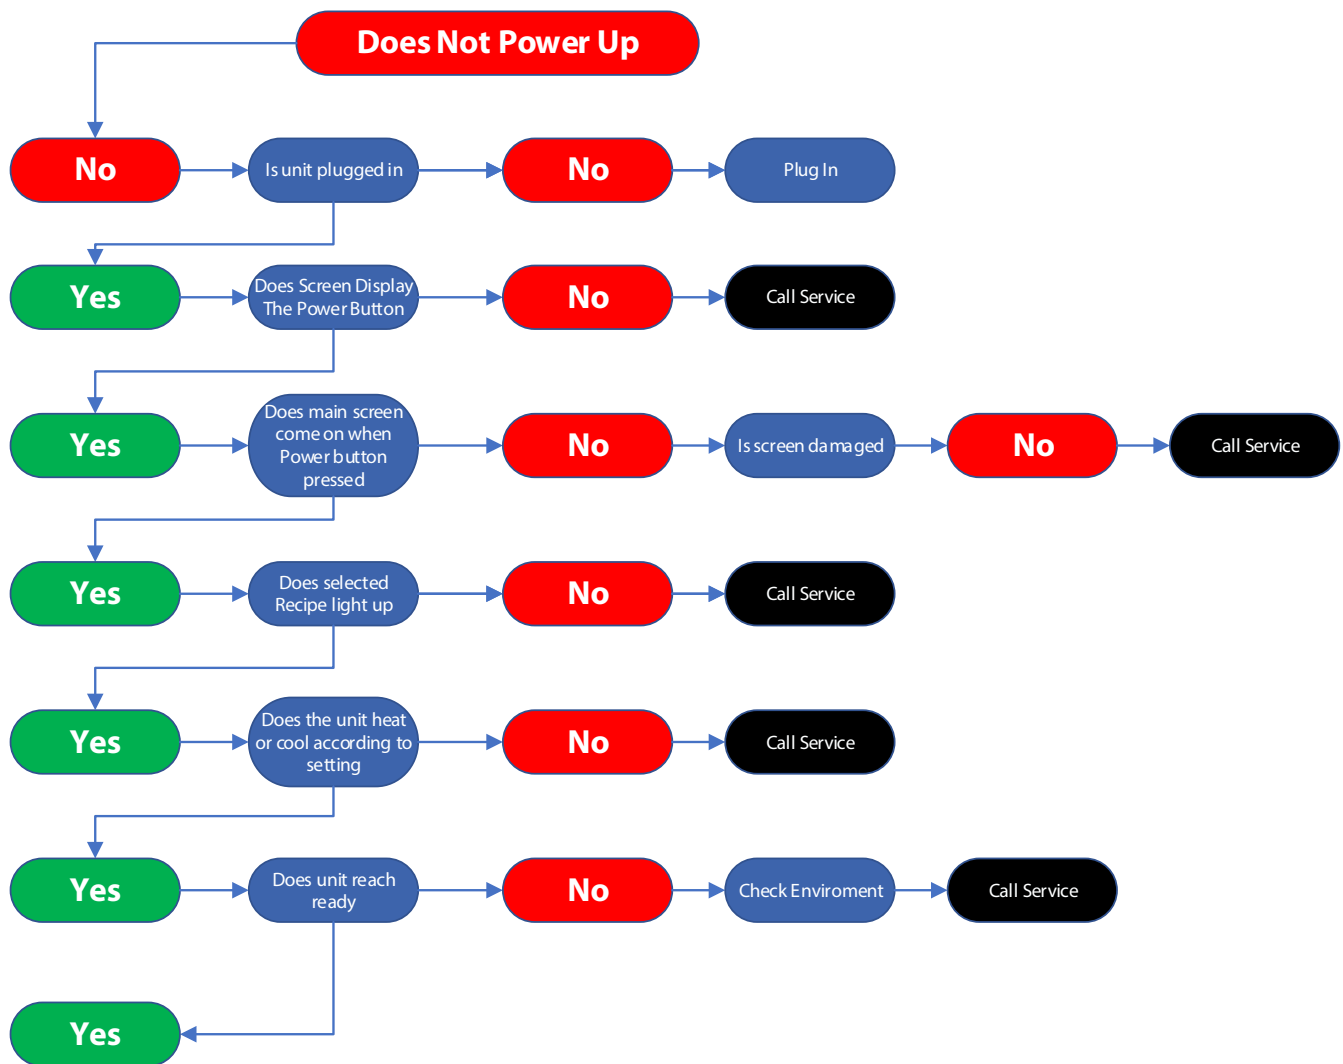 Does Not Power Up
No
Is unit plugged in
No
Plug In
Yes
Does Screen Display
The Power Button
No
Call Service
Yes
Does main screen
come on when
Power button
pressed
No
Is screen damaged
No
Call Service
Yes
Does selected
Recipe light up
No
Call Service
Yes
Does the unit heat
or cool according to
setting
No
Call Service
Yes
Does unit reach
ready
No
Check Enviroment
Call Service
Yes